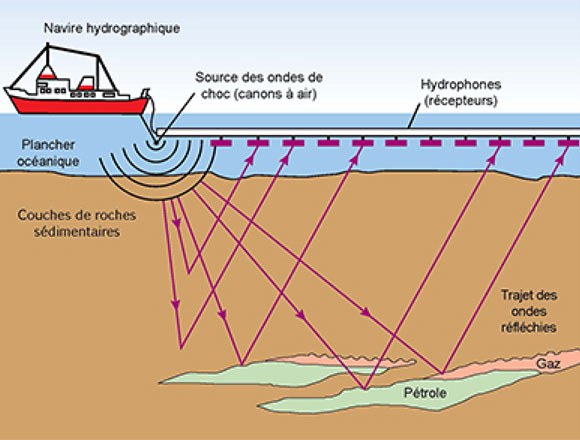 Navire hydrographique
Source des ondes de
choc (canons à air)
Hydrophones
(récepteurs)
Plancher
océanique
Couches de roches
sédimentaires
Trajet des
ondes
réfléchies
Gaz
Pétrole